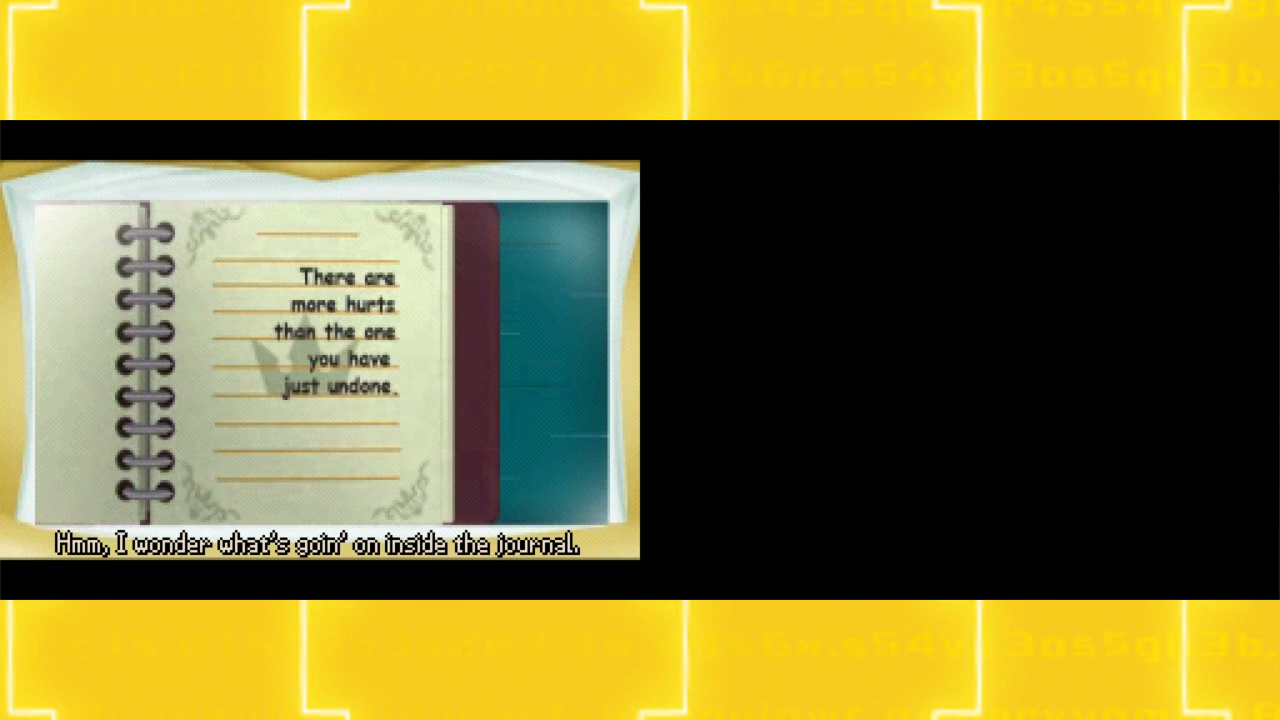 There are
more hurts
than the one
you have
just undone.
Hmm, I wonder what's goin' on inside the journal.